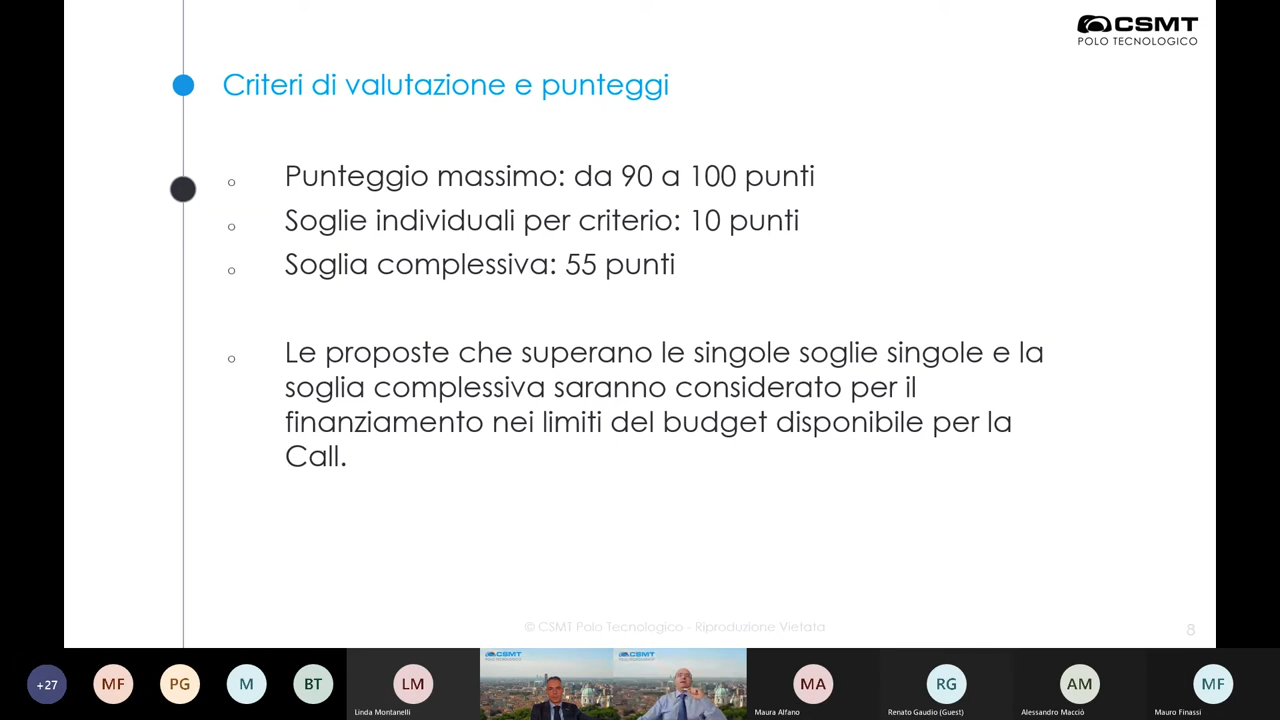 CSMT
POLO TECNOLOGICO
Criteri di valutazione e punteggi
Punteggio massimo: da 90 a 100 punti
Soglie individuali per criterio: 10 punti
Soglia complessiva: 55 punti
Le proposte che superano le singole soglie singole e la
soglia complessiva saranno considerato per il
finanziamento nei limiti del budget disponibile per la
Call.
© CSMT Polo Tecnologico - Riproduzione Vietata
8
+27
MF
PG
M
BT
LM
Linda Montanelli
CSMT
CSMT
MA
Maura Alfano
RG
Renato Gaudio (Guest)
AM
Alessandro Macciò
MF
Mauro Finassi